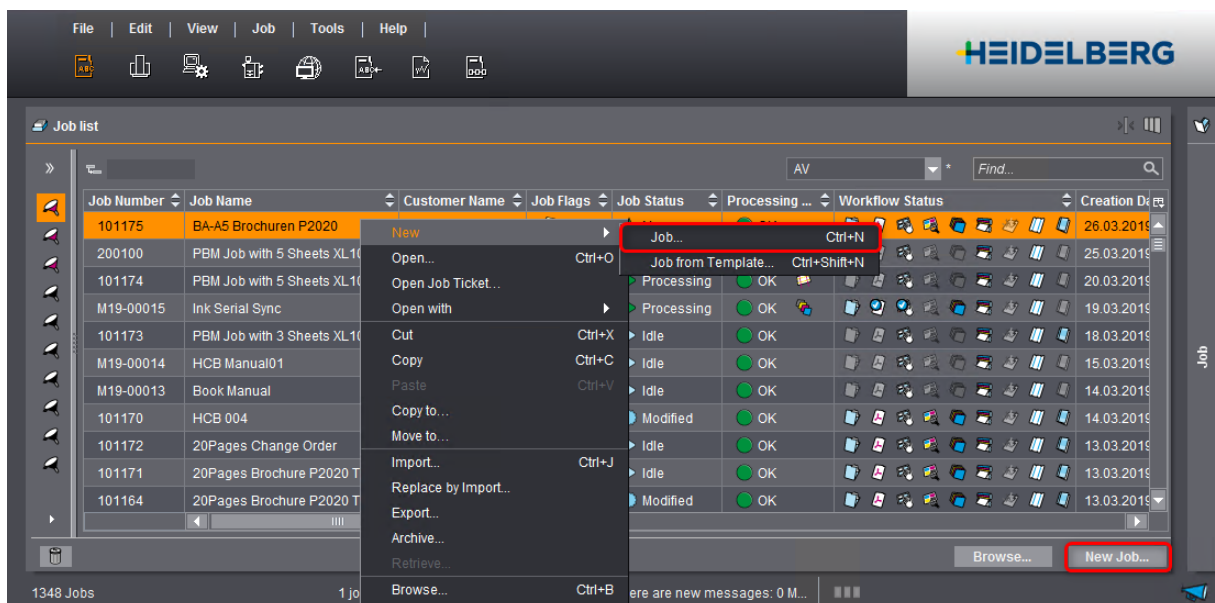 File | Edit | View | Job | Tools | Help |
HEIDELBERG
Job list
AV * Find...
Job Number Job Name Customer Name Job Flags Job Status Processing ... Workflow Status Creation Da
101175 BA-A5 Brochuren P2020 26.03.2019
200100 PBM Job with 5 Sheets XL10 25.03.2019
101174 PBM Job with 5 Sheets XL10 Processing OK 20.03.2019
M19-00015 Ink Serial Sync Processing OK 19.03.2019
101173 PBM Job with 3 Sheets XL10 Idle OK 18.03.2019
M19-00014 HCB Manual01 Idle OK 15.03.2019
M19-00013 Book Manual Idle OK 14.03.2019
101170 HCB 004 Modified OK 14.03.2019
101172 20Pages Change Order Idle OK 13.03.2019
101171 20Pages Brochure P2020 T Idle OK 13.03.2019
101164 20Pages Brochure P2020 T Modified OK 13.03.2019
New
Open... Ctrl+O
Open Job Ticket...
Open with
Cut Ctrl+X
Copy Ctrl+C
Paste Ctrl+V
Copy to...
Move to...
Import... Ctrl+J
Replace by Import...
Export...
Archive...
Retrieve...
Browse... Ctrl+B
Job... Ctrl+N
Job from Template... Ctrl+Shift+N
Job
Browse... New Job...
1348 Jobs 1 jo ere are new messages: 0 M...